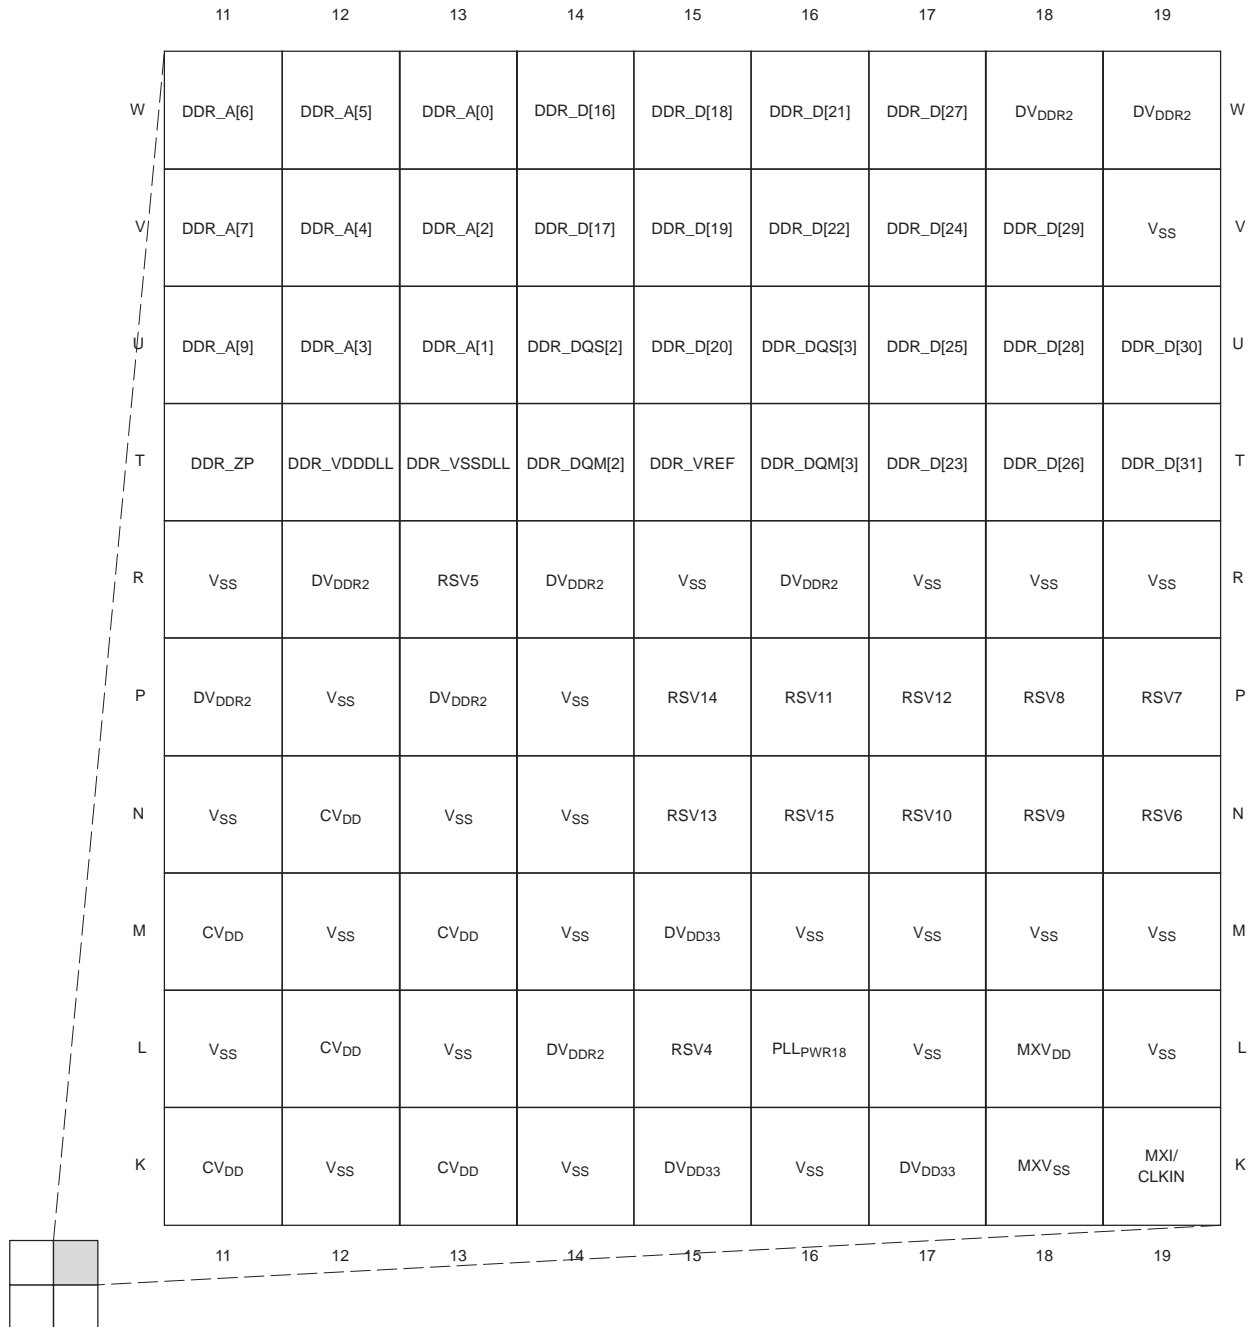 11 12 13 14 15 16 17 18 19
W DDR_A[6] DDR_A[5] DDR_A[0] DDR_D[16] DDR_D[18] DDR_D[21] DDR_D[27] DVDDR2 DVDDR2 W
V DDR_A[7] DDR_A[4] DDR_A[2] DDR_D[17] DDR_D[19] DDR_D[22] DDR_D[24] DDR_D[29] VSS V
U DDR_A[9] DDR_A[3] DDR_A[1] DDR_DQS[2] DDR_D[20] DDR_DQS[3] DDR_D[25] DDR_D[28] DDR_D[30] U
T DDR_ZP DDR_VDDDLL DDR_VSSDLL DDR_DQM[2] DDR_VREF DDR_DQM[3] DDR_D[23] DDR_D[26] DDR_D[31] T
R VSS DVDDR2 RSV5 DVDDR2 VSS DVDDR2 VSS VSS VSS R
P DVDDR2 VSS DVDDR2 VSS RSV14 RSV11 RSV12 RSV8 RSV7 P
N VSS CVDD VSS VSS RSV13 RSV15 RSV10 RSV9 RSV6 N
M CVDD VSS CVDD VSS DVDD33 VSS VSS VSS VSS M
L VSS CVDD VSS DVDDR2 RSV4 PLLPWR18 VSS MXVDD VSS L
K CVDD VSS CVDD VSS DVDD33 VSS DVDD33 MXVSS MXI/ K
CLKIN
11 12 13 14 15 16 17 18 19